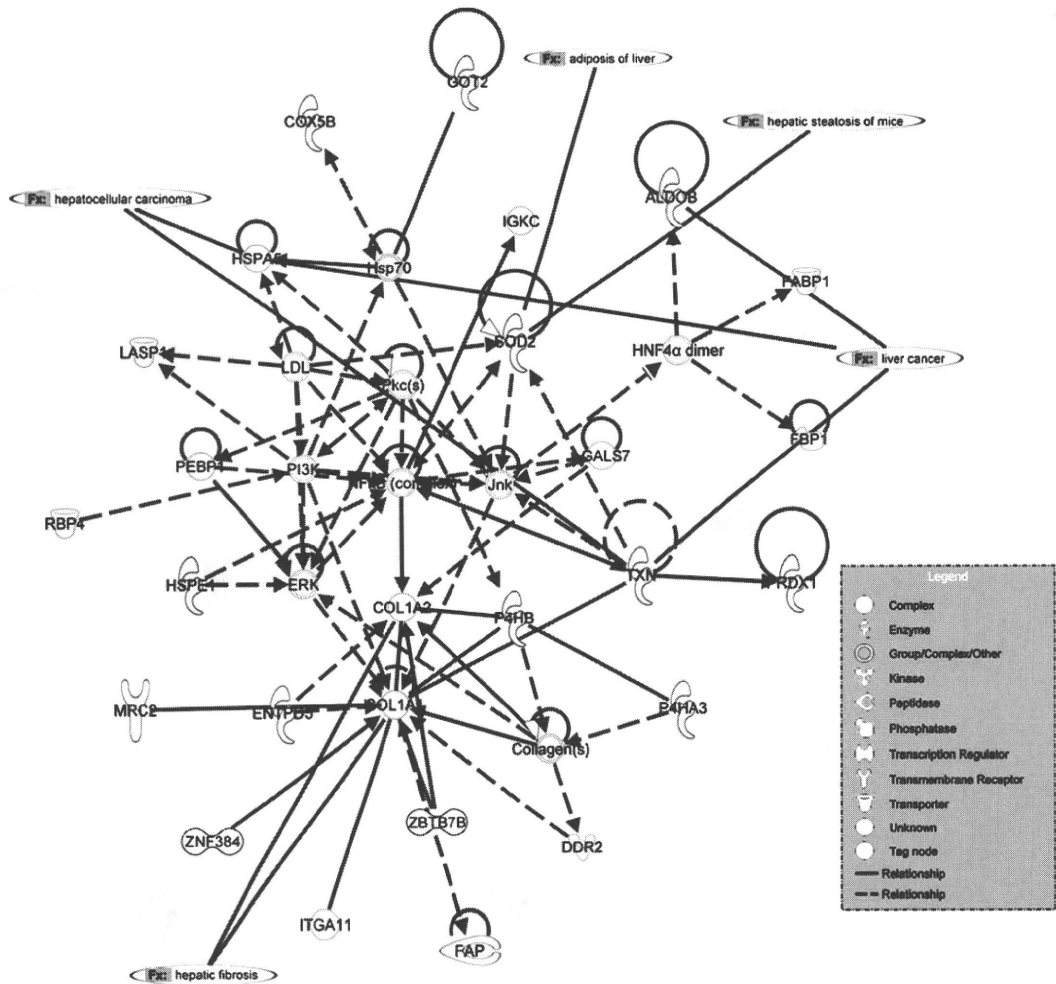 GOT2
Fx: adiposis of liver
COX5B
Fx: hepatic steatosis of mice
ALDOB
Fx: hepatocellular carcinoma
IGKC
HSPA5
Hsp70
FABP1
SOD2
HNF4α dimer
LASP1
LDL
Fx: liver cancer
Pkc(s)
FBP1
GALS7
PEBP1
PI3K
Jnk
RBP4
TXN
HSPE1
ERK
COL1A2
P4HB
MRC2
ENTPD5
P4HA3
Collagen(s)
ZBTB7B
ZNF384
DDR2
ITGA11
FAP
Fx: hepatic fibrosis
Legend
Complex
Enzyme
Group/Complex/Other
Kinase
Peptidase
Phosphatase
Transcription Regulator
Transmembrane Receptor
Transporter
Unknown
Tag node
Relationship
Relationship